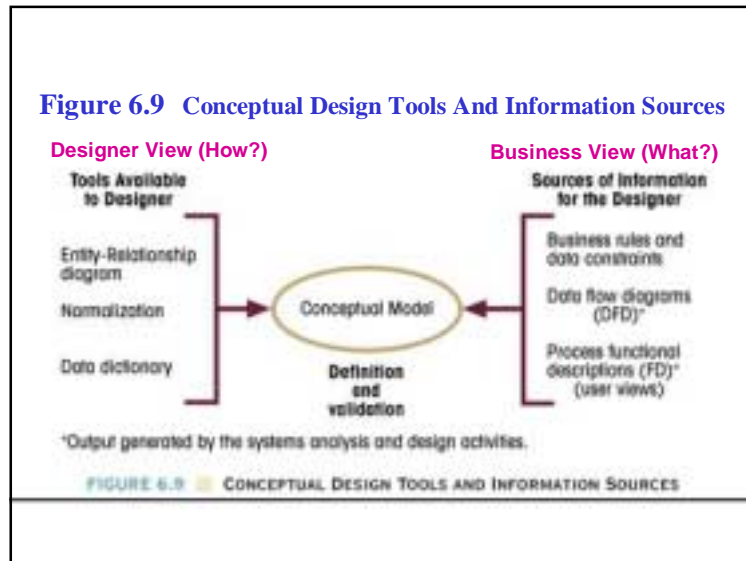 Figure 6.9 Conceptual Design Tools And Information Sources
Designer View (How?)
Tools Available
to Designer
Entity-Relationship
diagram
Normalization
Data dictionary
Conceptual Model
Definition
and
validation
Business View (What?)
Sources of Information
for the Designer
Business rules and
data constraints
Data flow diagrams
(DFD)*
Process functional
descriptions (FD)*
(user views)
*Output generated by the systems analysis and design activities.
FIGURE 6.9 CONCEPTUAL DESIGN TOOLS AND INFORMATION SOURCES